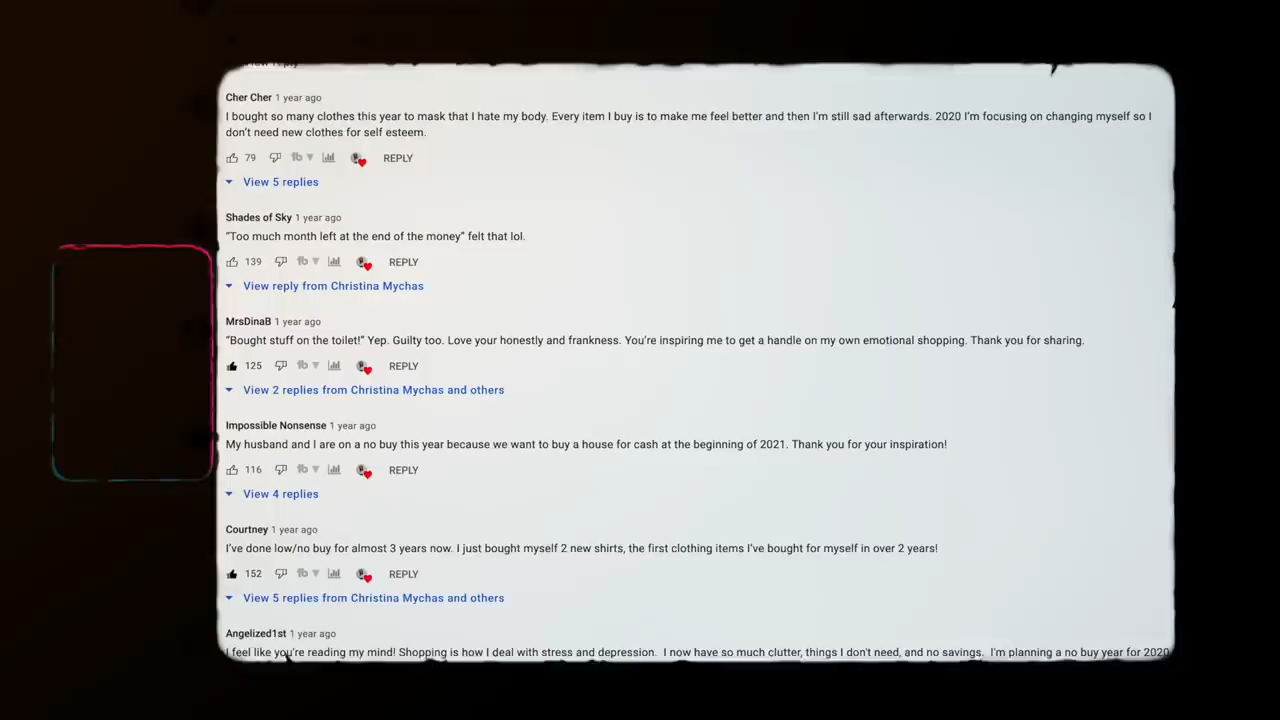 View reply
Cher Cher 1 year ago
I bought so many clothes this year to mask that I hate my body. Every item I buy is to make me feel better and then I'm still sad afterwards. 2020 I'm focusing on changing myself so I
don't need new clothes for self esteem.
79 REPLY
View 5 replies
Shades of Sky 1 year ago
“Too much month left at the end of the money” felt that lol.
139 REPLY
View reply from Christina Mychas
MrsDinaB 1 year ago
“Bought stuff on the toilet!” Yep. Guilty too. Love your honestly and frankness. You're inspiring me to get a handle on my own emotional shopping. Thank you for sharing.
125 REPLY
View 2 replies from Christina Mychas and others
Impossible Nonsense 1 year ago
My husband and I are on a no buy this year because we want to buy a house for cash at the beginning of 2021. Thank you for your inspiration!
116 REPLY
View 4 replies
Courtney 1 year ago
I've done low/no buy for almost 3 years now. I just bought myself 2 new shirts, the first clothing items I've bought for myself in over 2 years!
152 REPLY
View 5 replies from Christina Mychas and others
Angelized1st 1 year ago
I feel like you're reading my mind! Shopping is how I deal with stress and depression. I now have so much clutter, things I don't need, and no savings. I'm planning a no buy year for 2020